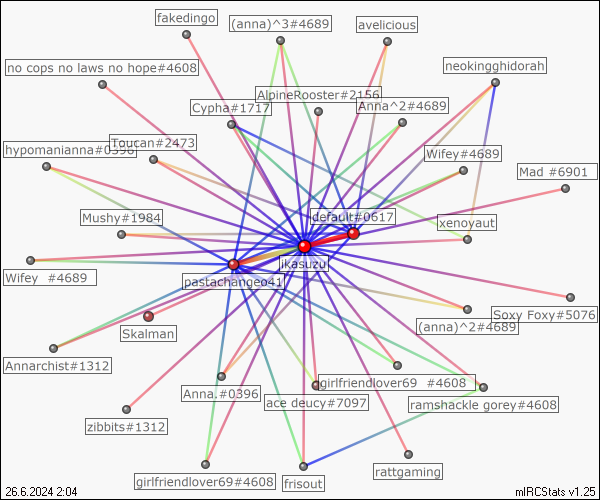 fakedingo
(anna)^3#4689
avelicious
no cops no laws no hope#4608
neokingghidorah
AlpineRooster#2156
Cypha#1717
Anna^2#4689
Toucan#2473
hypomanianna#0396
Wifey#4689
Mad #6901
Mushy#1984
default#0617
xenoyaut
ikasuzu
Wifey  #4689
pastachangeo41
Soxy Foxy#5076
(anna)^2#4689
Skalman
Annarchist#1312
girlfriendlover69  #4608
Anna.#0396
ace deucy#7097
ramshackle gorey#4608
zibbits#1312
rattgaming
girlfriendlover69#4608
frisout
26.6.2024 2:04
mIRCStats v1.25